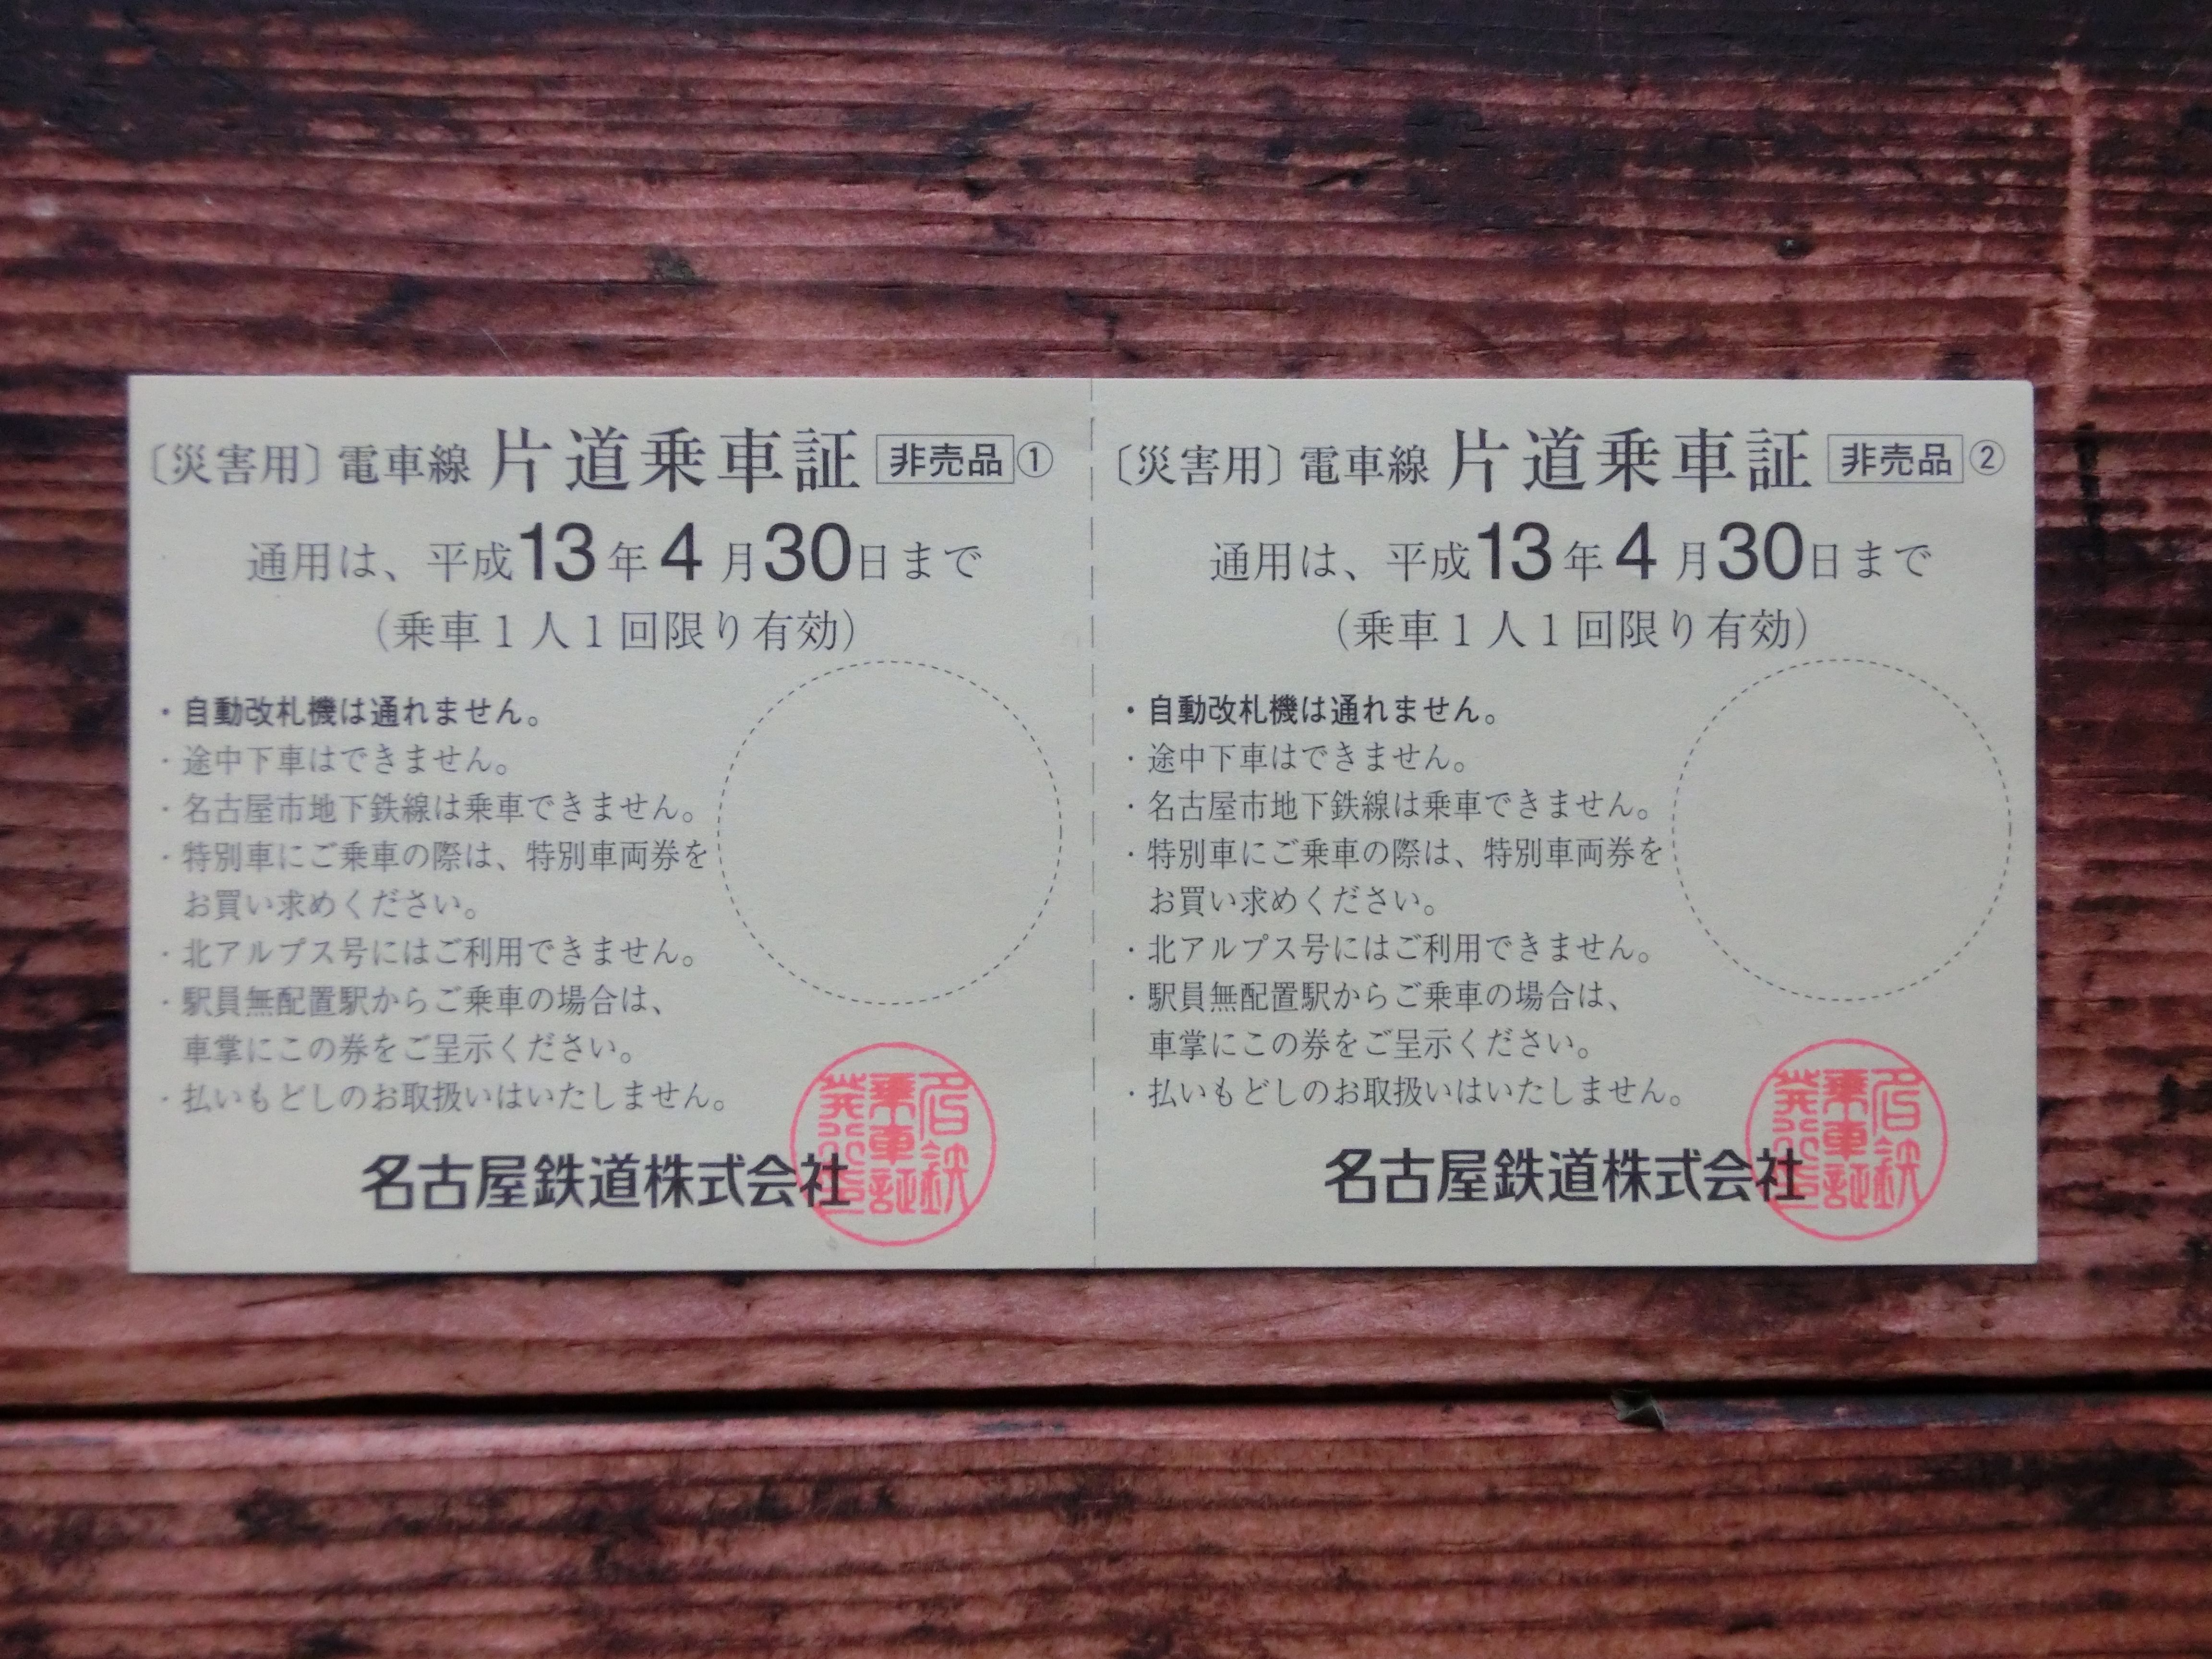 〔災害用〕電車線 片道乗車証 非売品 ①
通用は、平成13年4月30日まで
（乗車1人1回限り有効）
・自動改札機は通れません。
・途中下車はできません。
・名古屋市地下鉄線は乗車できません。
・特別車にご乗車の際は、特別車両券を
お買い求めください。
・北アルプス号にはご利用できません。
・駅員無配置駅からご乗車の場合は、
車掌にこの券をご呈示ください。
・払いもどしのお取扱いはいたしません。
名古屋鉄道株式会社
名鉄
乗車証
〔災害用〕電車線 片道乗車証 非売品 ②
通用は、平成13年4月30日まで
（乗車1人1回限り有効）
・自動改札機は通れません。
・途中下車はできません。
・名古屋市地下鉄線は乗車できません。
・特別車にご乗車の際は、特別車両券を
お買い求めください。
・北アルプス号にはご利用できません。
・駅員無配置駅からご乗車の場合は、
車掌にこの券をご呈示ください。
・払いもどしのお取扱いはいたしません。
名古屋鉄道株式会社
名鉄
乗車証